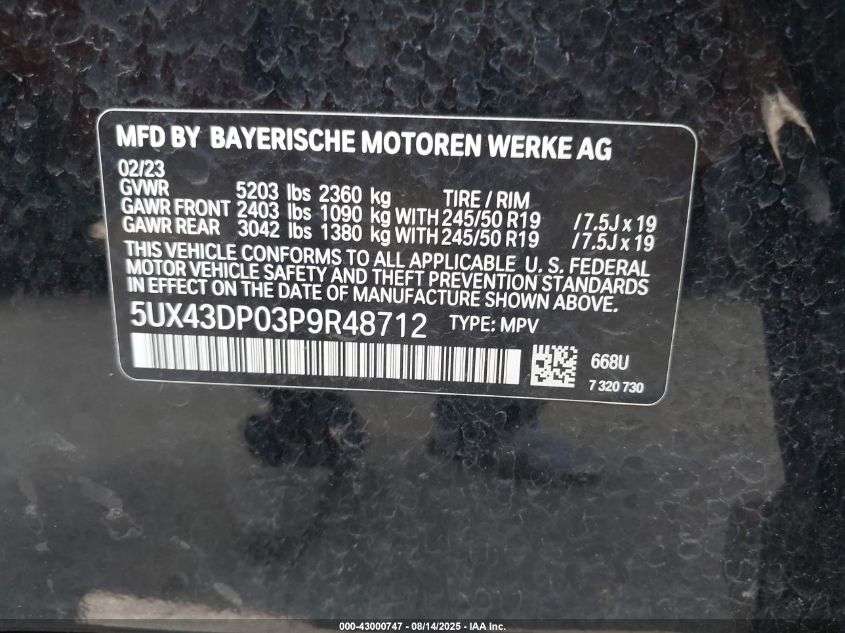 MFD BY BAYERISCHE MOTOREN WERKE AG
02/23
GVWR 5203 lbs 2360 kg TIRE / RIM
GAWR FRONT 2403 lbs 1090 kg WITH 245/50 R19 / 7.5J x 19
GAWR REAR 3042 lbs 1380 kg WITH 245/50 R19 / 7.5J x 19
THIS VEHICLE CONFORMS TO ALL APPLICABLE U. S. FEDERAL
MOTOR VEHICLE SAFETY AND THEFT PREVENTION STANDARDS
IN EFFECT ON THE DATE OF MANUFACTURE SHOWN ABOVE.
5UX43DP03P9R48712 TYPE: MPV
668U
7 320 730
000-43000747 - 08/14/2025 - IAA Inc.